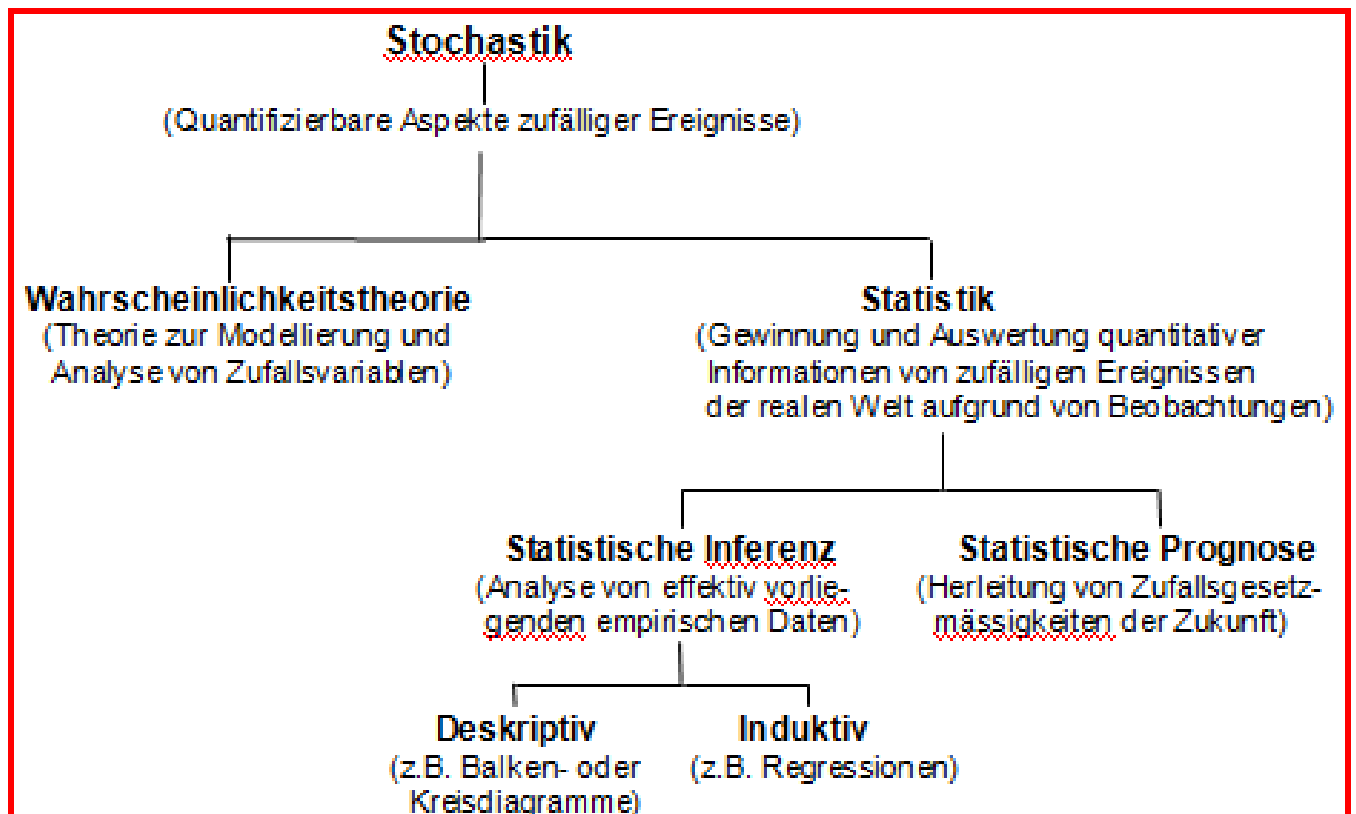 Stochastik
(Quantifizierbare Aspekte zufälliger Ereignisse)
Wahrscheinlichkeitstheorie
(Theorie zur Modellierung und
Analyse von Zufallsvariablen)
Statistik
(Gewinnung und Auswertung quantitativer
Informationen von zufälligen Ereignissen
der realen Welt aufgrund von Beobachtungen)
Statistische Inferenz
(Analyse von effektiv vorlie-
genden empirischen Daten)
Statistische Prognose
(Herleitung von Zufallsgesetz-
mässigkeiten der Zukunft)
Deskriptiv
(z.B. Balken- oder
Kreisdiagramme)
Induktiv
(z.B. Regressionen)